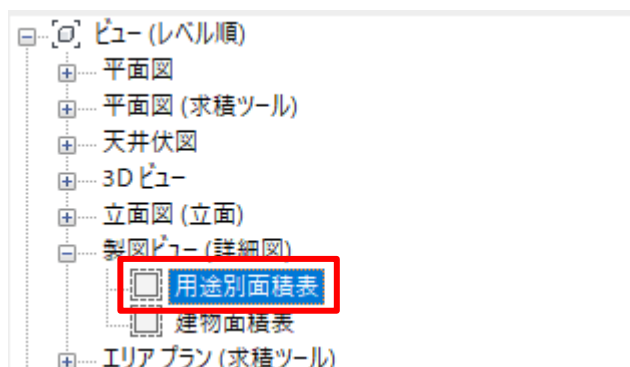 ビュー (レベル順)
平面図
平面図 (求積ツール)
天井伏図
3D ビュー
立面図 (立面)
製図ビュー (詳細図)
用途別面積表
建物面積表
エリア プラン (求積ツール)